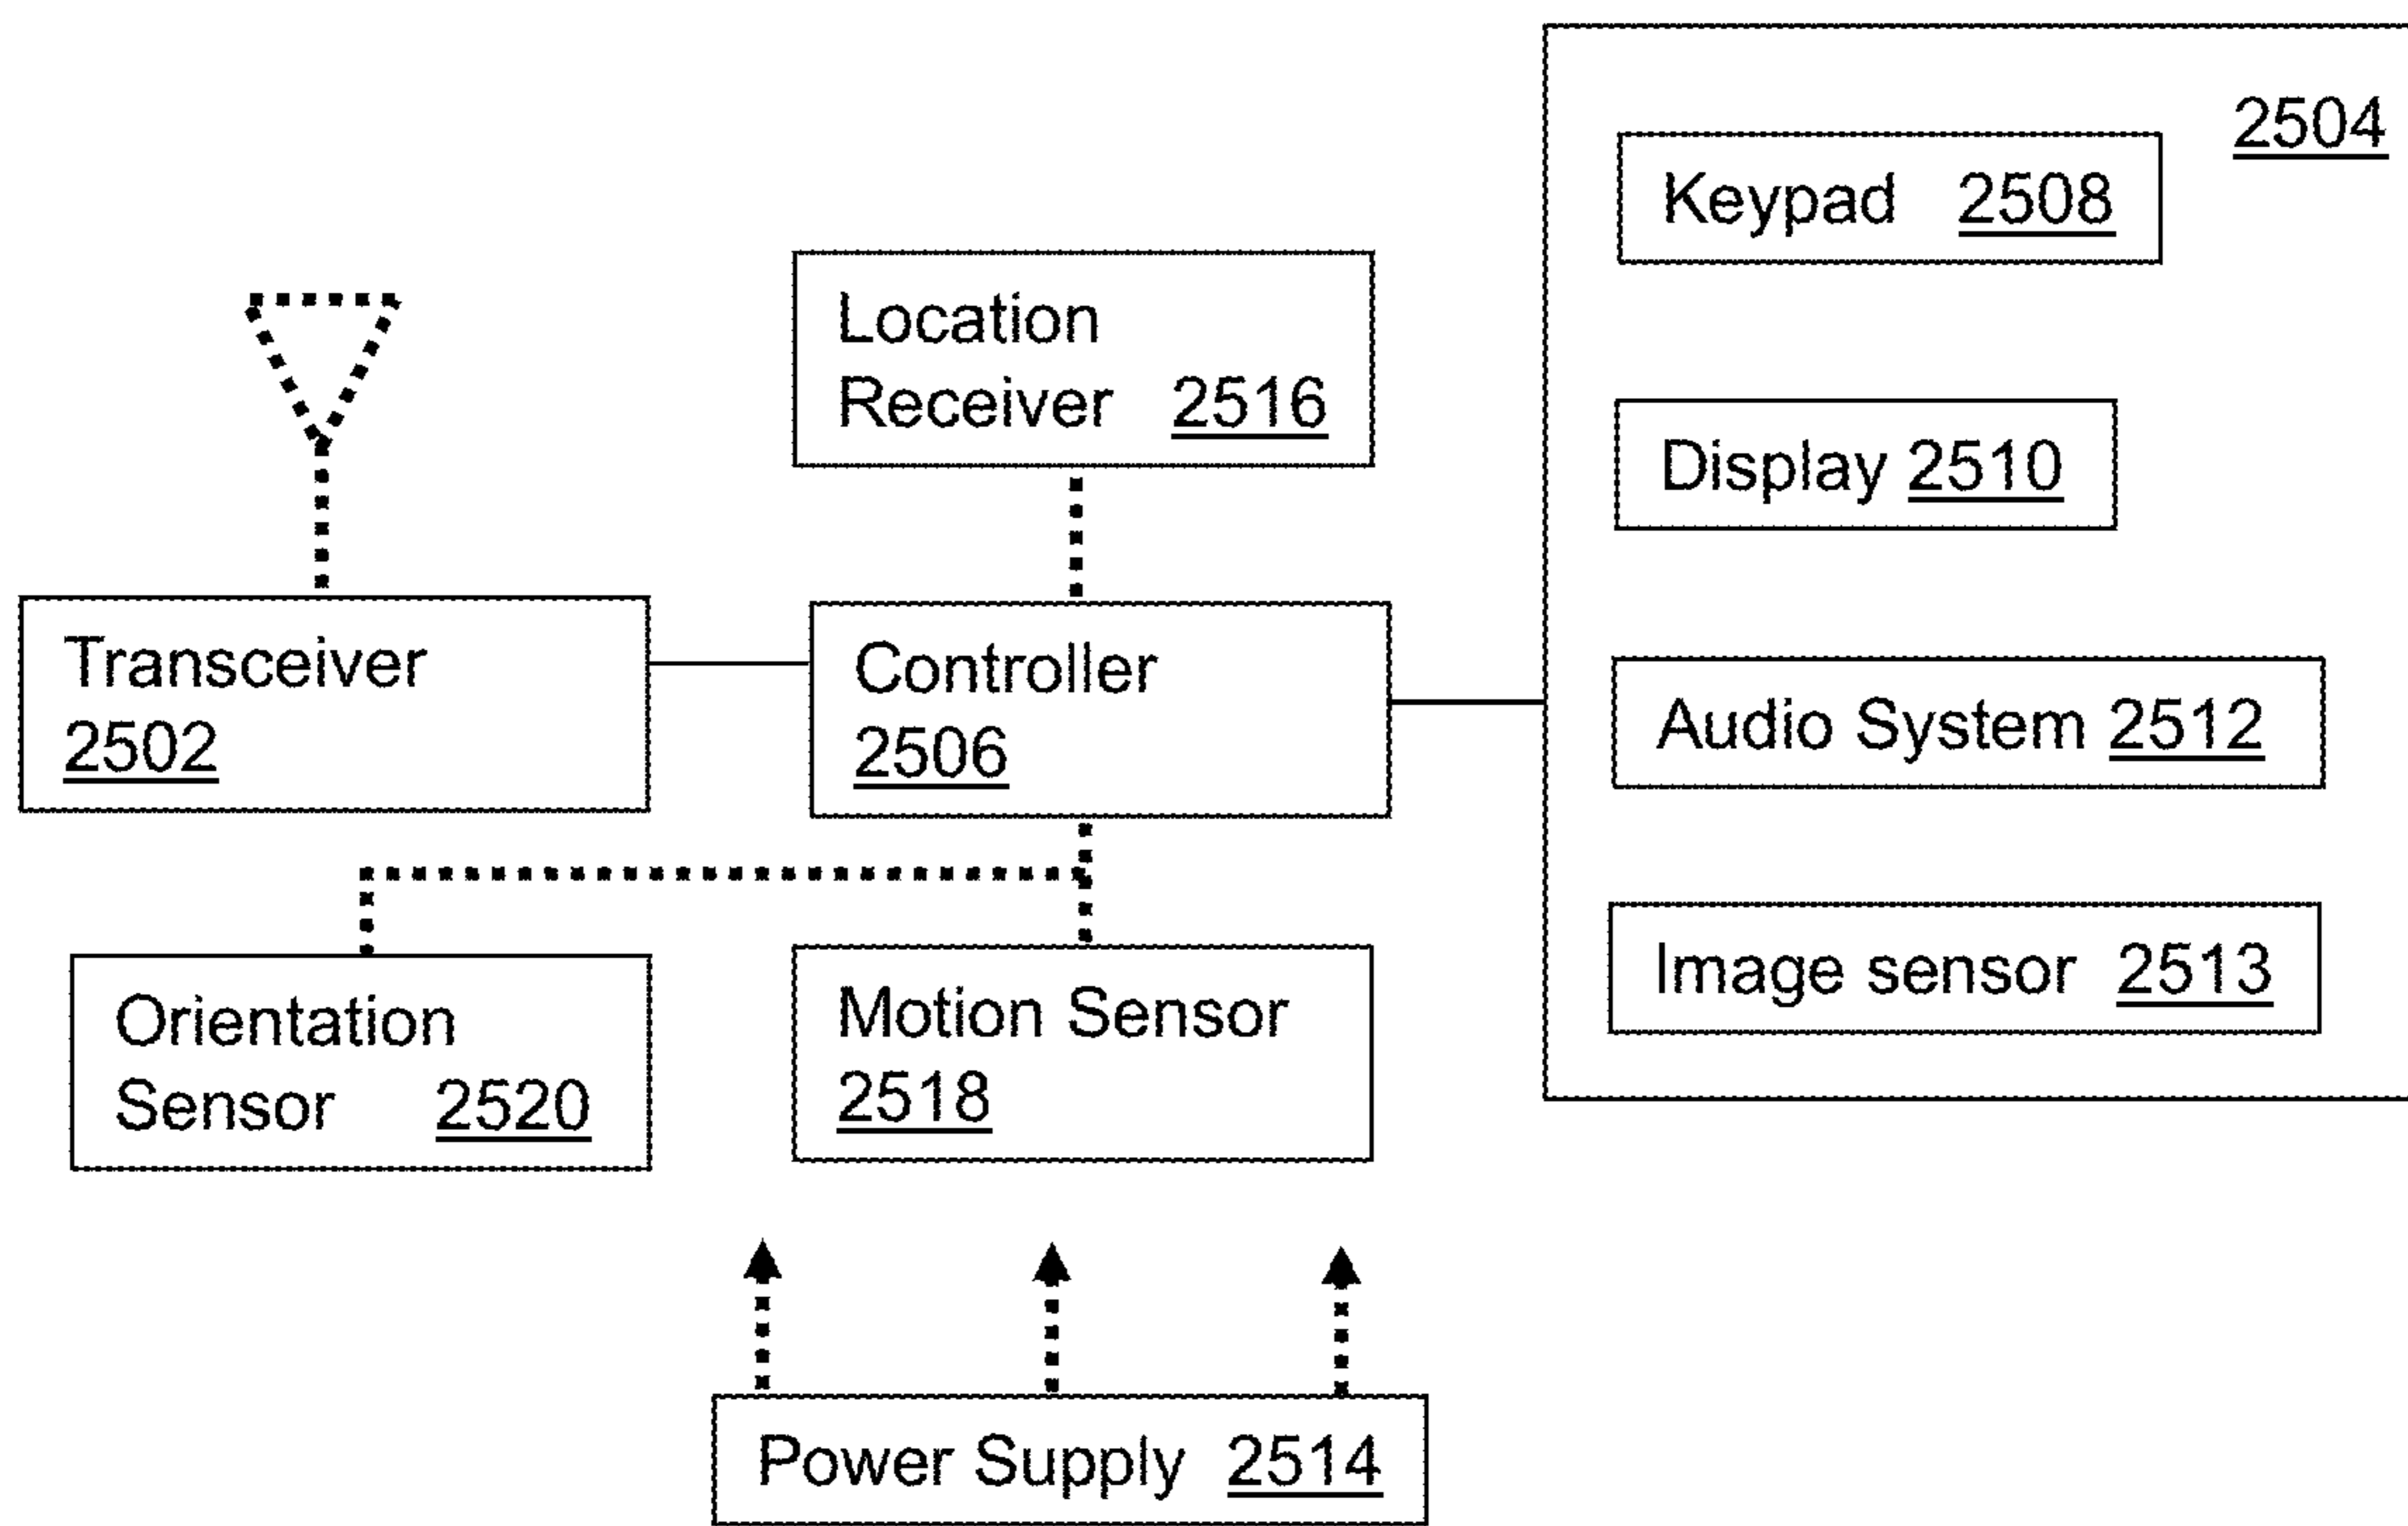 2504
Keypad 2508
Location
Receiver 2516
Display 2510
Transceiver
2502
Controller
2506
Audio System 2512
Image sensor 2513
Orientation
Sensor 2520
Motion Sensor
2518
Power Supply 2514